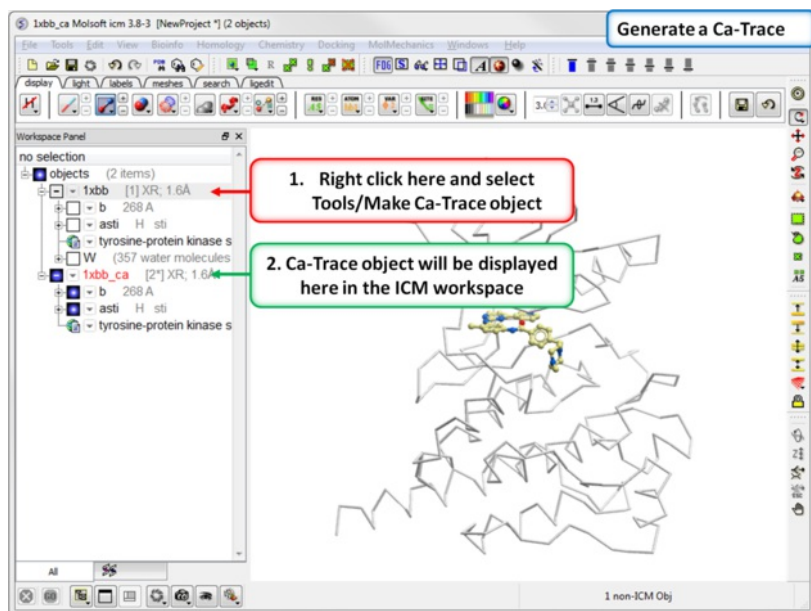 1xbb_ca Molsoft icm 3.8-3 [NewProject *] (2 objects)
Generate a Ca-Trace
File Tools Edit View Bioinfo Homology Chemistry Docking MolMechanics Windows Help
display light labels meshes search ligedit
Workspace Panel
no selection
objects (2 items)
1xbb [1] XR; 1.6Å
b 268 A
asti H sti
tyrosine-protein kinase s
W (357 water molecules
1xbb_ca [2*] XR; 1.6Å
b 268 A
asti H sti
tyrosine-protein kinase s
1. Right click here and select
Tools/Make Ca-Trace object
2. Ca-Trace object will be displayed
here in the ICM workspace
All
1 non-ICM Obj